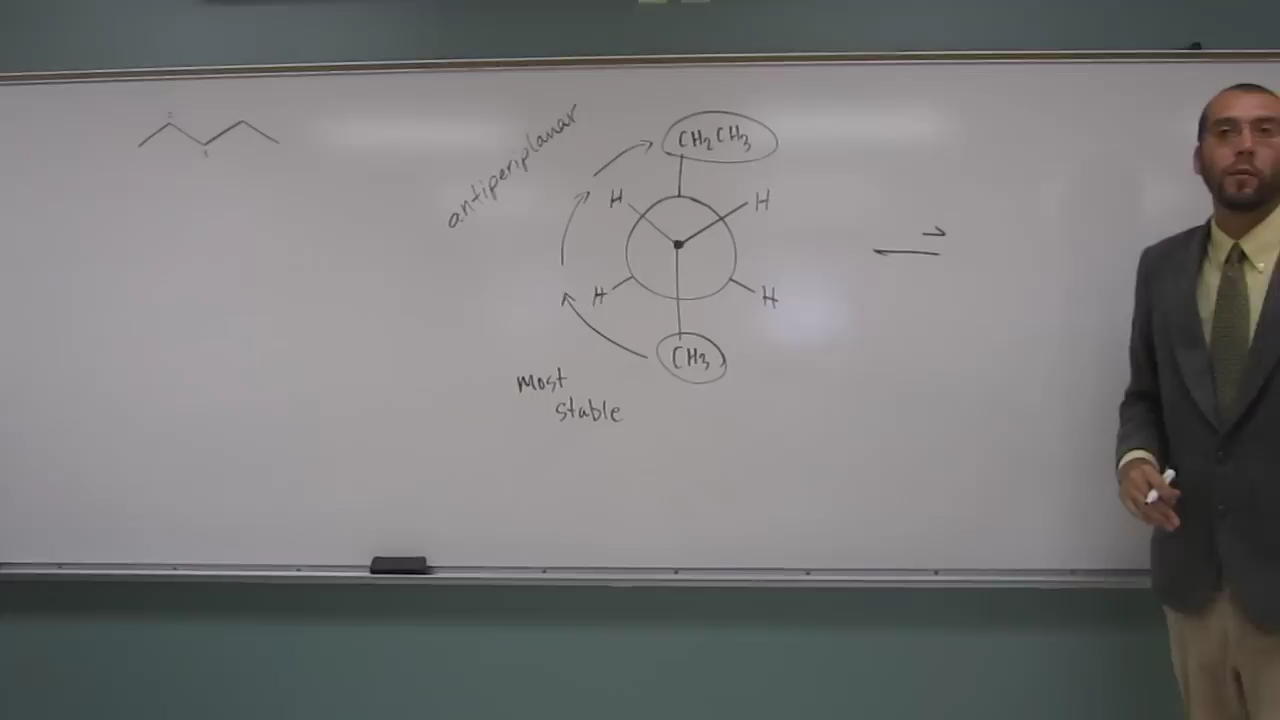 antiperiplanar
CH2CH3
H
H
H
H
CH3
most
stable